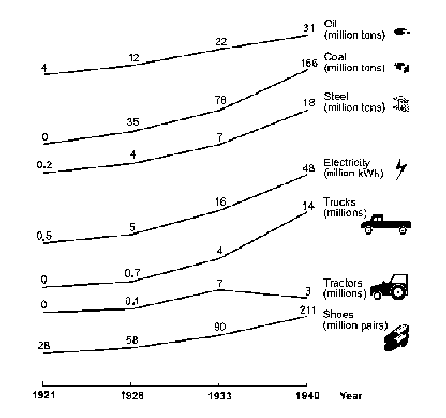 Oil
31
(million tons)
22
12
4
Coal
166
(million tons)
78
35
0
Steel
18
(million tons)
7
4
0.2
Electricity
48
(million kWh)
16
5
0.5
Trucks
14
(millions)
4
0.7
0
Tractors
3
(millions)
7
0.1
0
Shoes
211
(million pairs)
90
58
28
1921 1928 1933 1940 Year